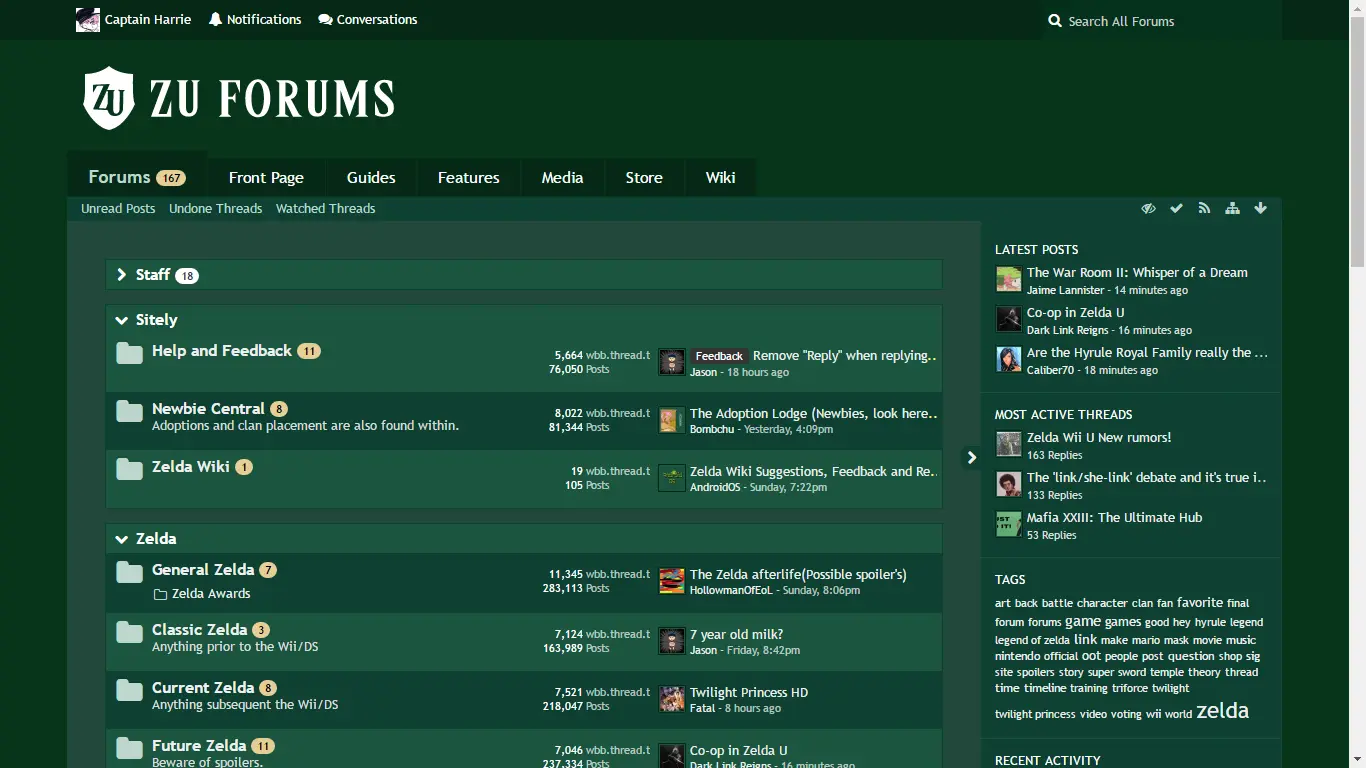 Captain Harrie Notifications Conversations Search All Forums
ZU ZU FORUMS
Forums 167 Front Page Guides Features Media Store Wiki
Unread Posts Undone Threads Watched Threads
Staff 18
Sitely
Help and Feedback 11
5,664 wbb.thread.t
76,050 Posts
Feedback Remove "Reply" when replying..
Jason - 18 hours ago
Newbie Central 8
Adoptions and clan placement are also found within.
8,022 wbb.thread.t
81,344 Posts
The Adoption Lodge (Newbies, look here..
Bombchu - Yesterday, 4:09pm
Zelda Wiki 1
19 wbb.thread.t
105 Posts
Zelda Wiki Suggestions, Feedback and Re..
AndroidOS - Sunday, 7:22pm
Zelda
General Zelda 7
Zelda Awards
11,345 wbb.thread.t
283,113 Posts
The Zelda afterlife(Possible spoiler's)
HollowmanOfEoL - Sunday, 8:06pm
Classic Zelda 3
Anything prior to the Wii/DS
7,124 wbb.thread.t
163,989 Posts
7 year old milk?
Jason - Friday, 8:42pm
Current Zelda 8
Anything subsequent the Wii/DS
7,521 wbb.thread.t
218,047 Posts
Twilight Princess HD
Fatal - 8 hours ago
Future Zelda 11
Beware of spoilers.
7,046 wbb.thread.t
237,334 Posts
Co-op in Zelda U
Dark Link Reigns - 16 minutes ago
LATEST POSTS
The War Room II: Whisper of a Dream
Jaime Lannister - 14 minutes ago
Co-op in Zelda U
Dark Link Reigns - 16 minutes ago
Are the Hyrule Royal Family really the ...
Caliber70 - 18 minutes ago
MOST ACTIVE THREADS
Zelda Wii U New rumors!
163 Replies
The 'link/she-link' debate and it's true i..
133 Replies
Mafia XXIII: The Ultimate Hub
53 Replies
TAGS
art back battle character clan fan favorite final
forum forums game games good hey hyrule legend
legend of zelda link make mario mask movie music
nintendo official oot people post question shop sig
site spoilers story super sword temple theory thread
time timeline training triforce twilight
twilight princess video voting wii world zelda
RECENT ACTIVITY